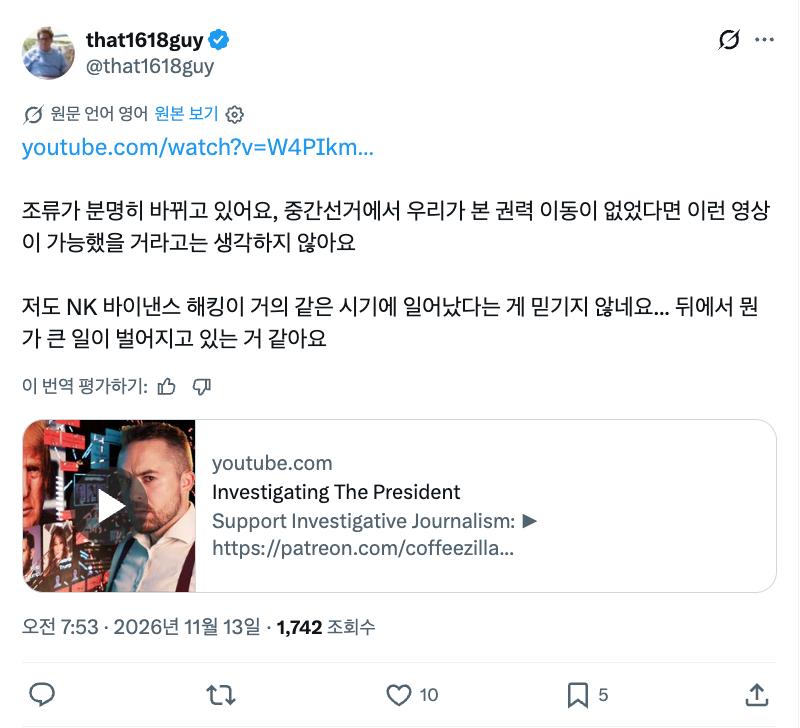 that1618guy
@that1618guy
원문 언어 영어 원본 보기
youtube.com/watch?v=W4PIkm...
조류가 분명히 바뀌고 있어요, 중간선거에서 우리가 본 권력 이동이 없었다면 이런 영상
이 가능했을 거라고는 생각하지 않아요
저도 NK 바이낸스 해킹이 거의 같은 시기에 일어났다는 게 믿기지 않네요... 뒤에서 뭔
가 큰 일이 벌어지고 있는 거 같아요
이 번역 평가하기:
youtube.com
Investigating The President
Support Investigative Journalism: ▶
https://patreon.com/coffeezilla...
오전 7:53 · 2026년 11월 13일 · 1,742 조회수
10
5